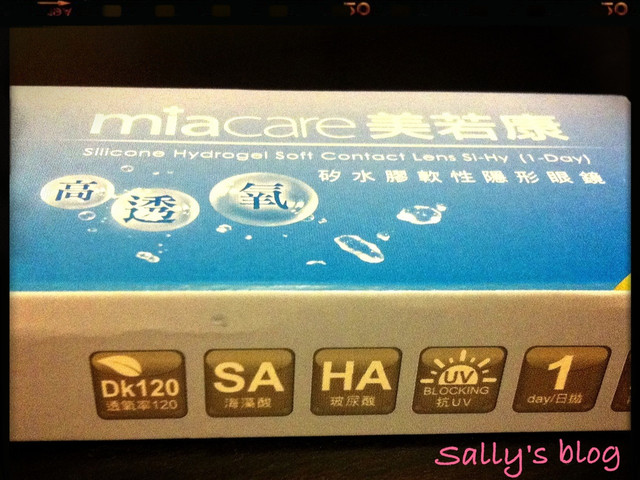 miacare 美若康
Silicone Hydrogel Soft Contact Lens Si-Hy (1-Day)
矽水膠軟性隱形眼鏡
高透氧
Dk120
透氧率120
SA
海藻酸
HA
玻尿酸
UV
BLOCKING
抗UV
1
day/日拋
Sally's blog